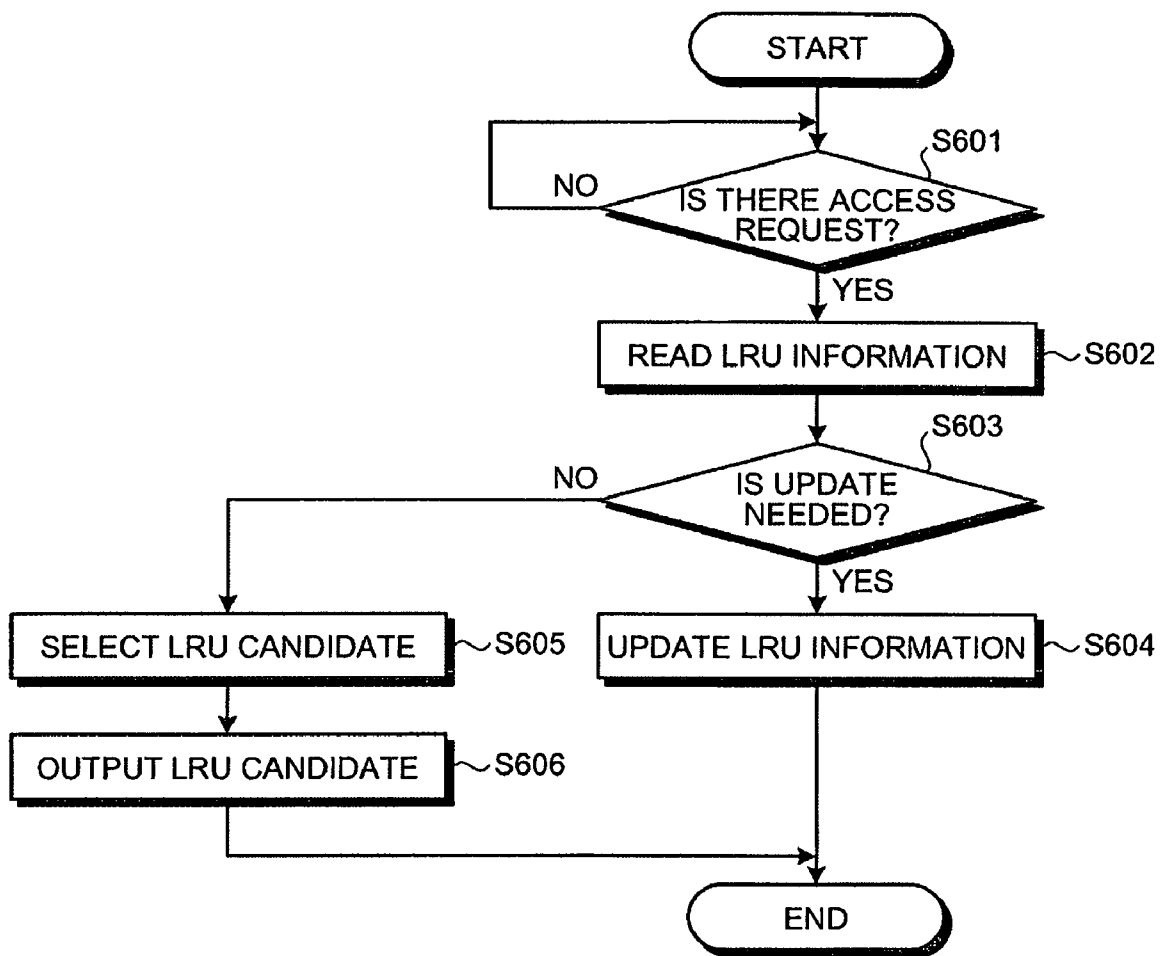 START
S601
NO
IS THERE ACCESS
REQUEST?
YES
READ LRU INFORMATION
S602
S603
NO
IS UPDATE
NEEDED?
YES
SELECT LRU CANDIDATE
S605
UPDATE LRU INFORMATION
S604
OUTPUT LRU CANDIDATE
S606
END